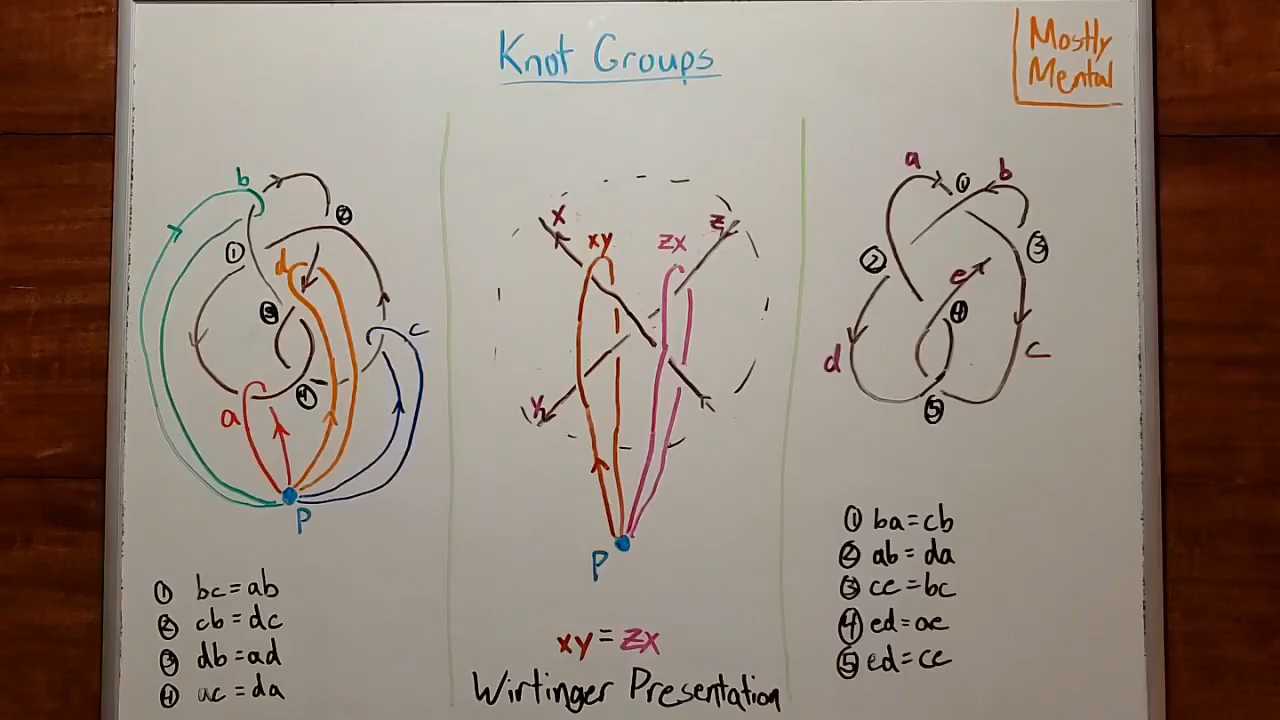 Knot Groups
Mostly
Mental
b
②
①
d
③
c
④
a
P
① bc=ab
② cb=dc
③ db=ad
④ ac=da
x
z
xy
zx
y
P
xy=zx
Wirtinger Presentation
a
①
b
②
③
e
④
d
c
⑤
① ba=cb
② ab=da
③ ce=bc
④ ed=ae
⑤ ed=ce